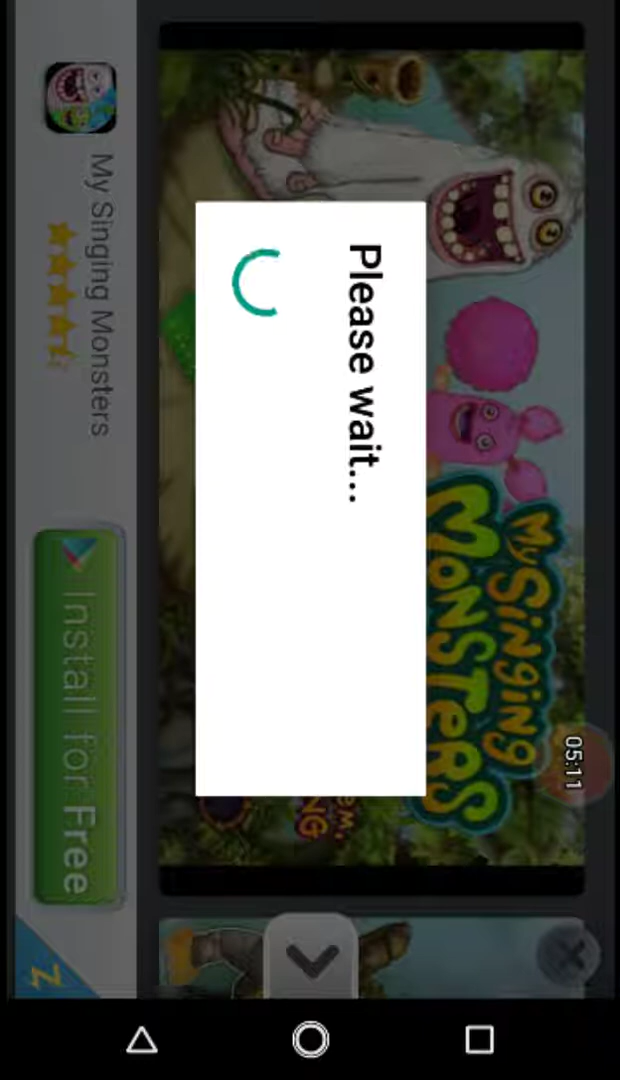 My Singing
MONSTERS
05:11
Please wait...
My Singing Monsters
Install for Free